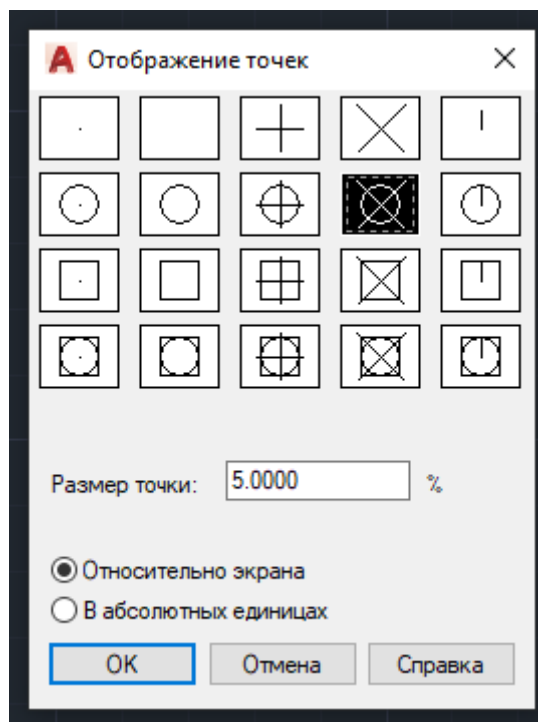 Отображение точек
Размер точки: 5.0000 %
Относительно экрана
В абсолютных единицах
OK Отмена Справка